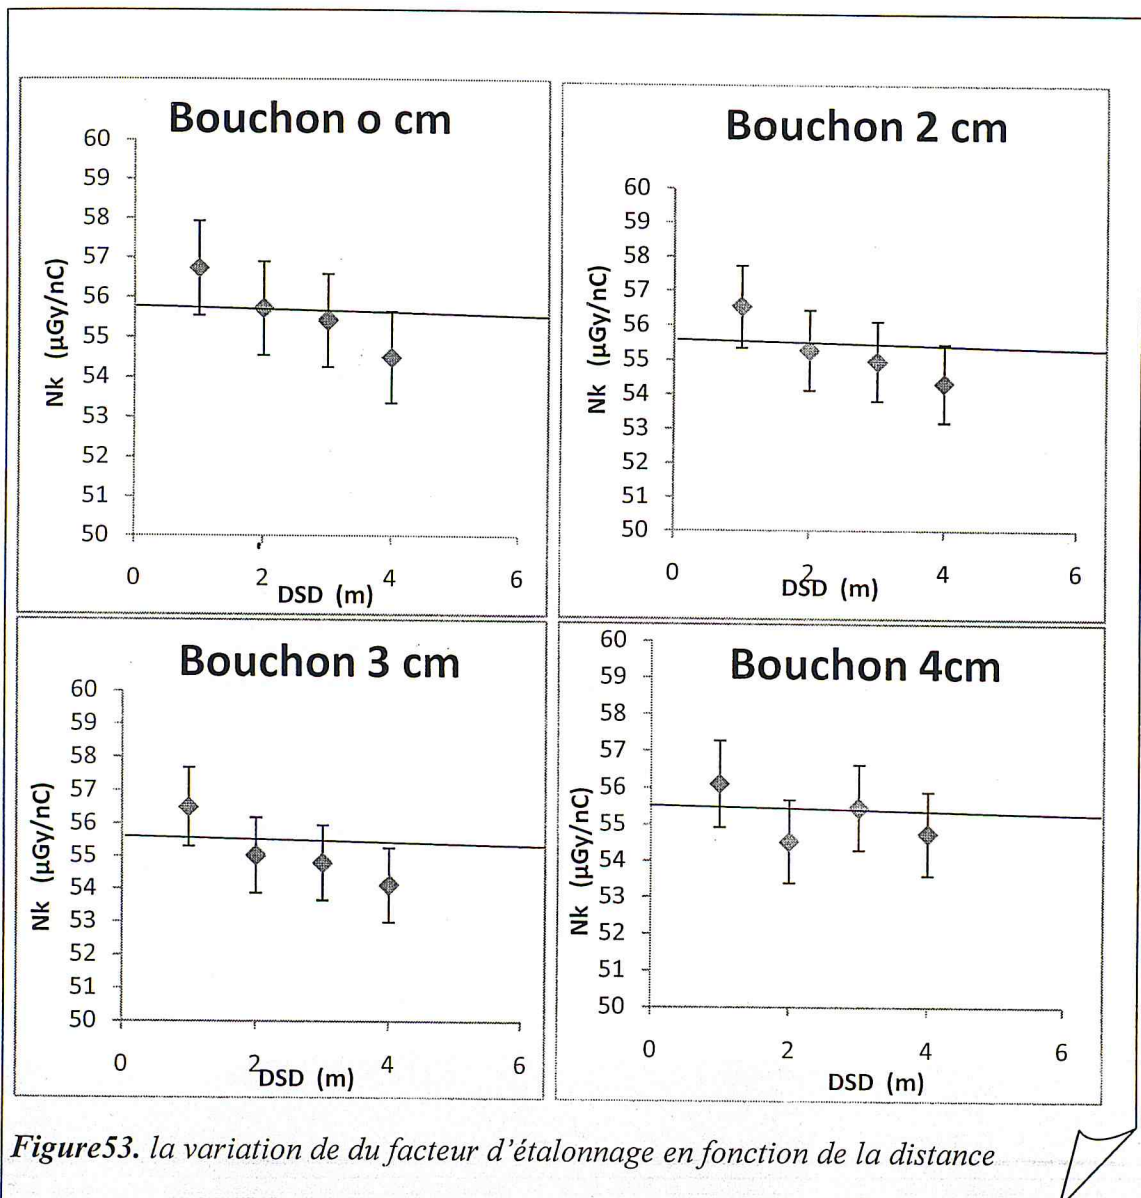 Bouchon o cm
60
59
58
57
56
55
54
53
52
51
50
Nk (µGy/nC)
0 2 4 6
DSD (m)
Bouchon 2 cm
60
59
58
57
56
55
54
53
52
51
50
Nk (µGy/nC)
0 2 4 6
DSD (m)
Bouchon 3 cm
60
59
58
57
56
55
54
53
52
51
50
Nk (µGy/nC)
0 2 4 6
DSD (m)
Bouchon 4cm
60
59
58
57
56
55
54
53
52
51
50
Nk (µGy/nC)
0 2 4 6
DSD (m)
Figure53. la variation de du facteur d'étalonnage en fonction de la distance